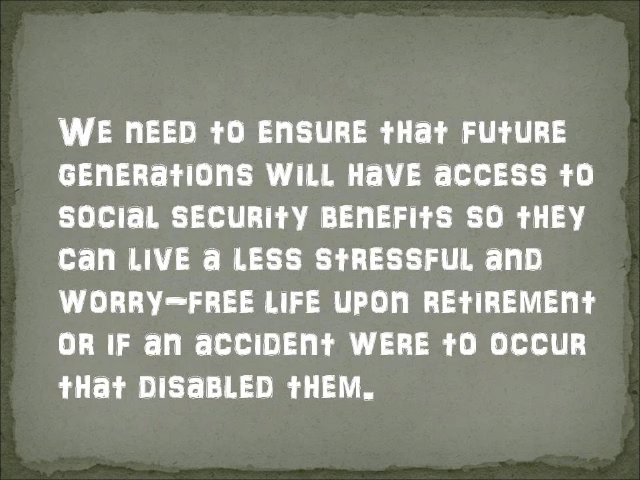 We need to ensure that future
generations will have access to
social security benefits so they
can live a less stressful and
worry-free life upon retirement
or if an accident were to occur
that disabled them.